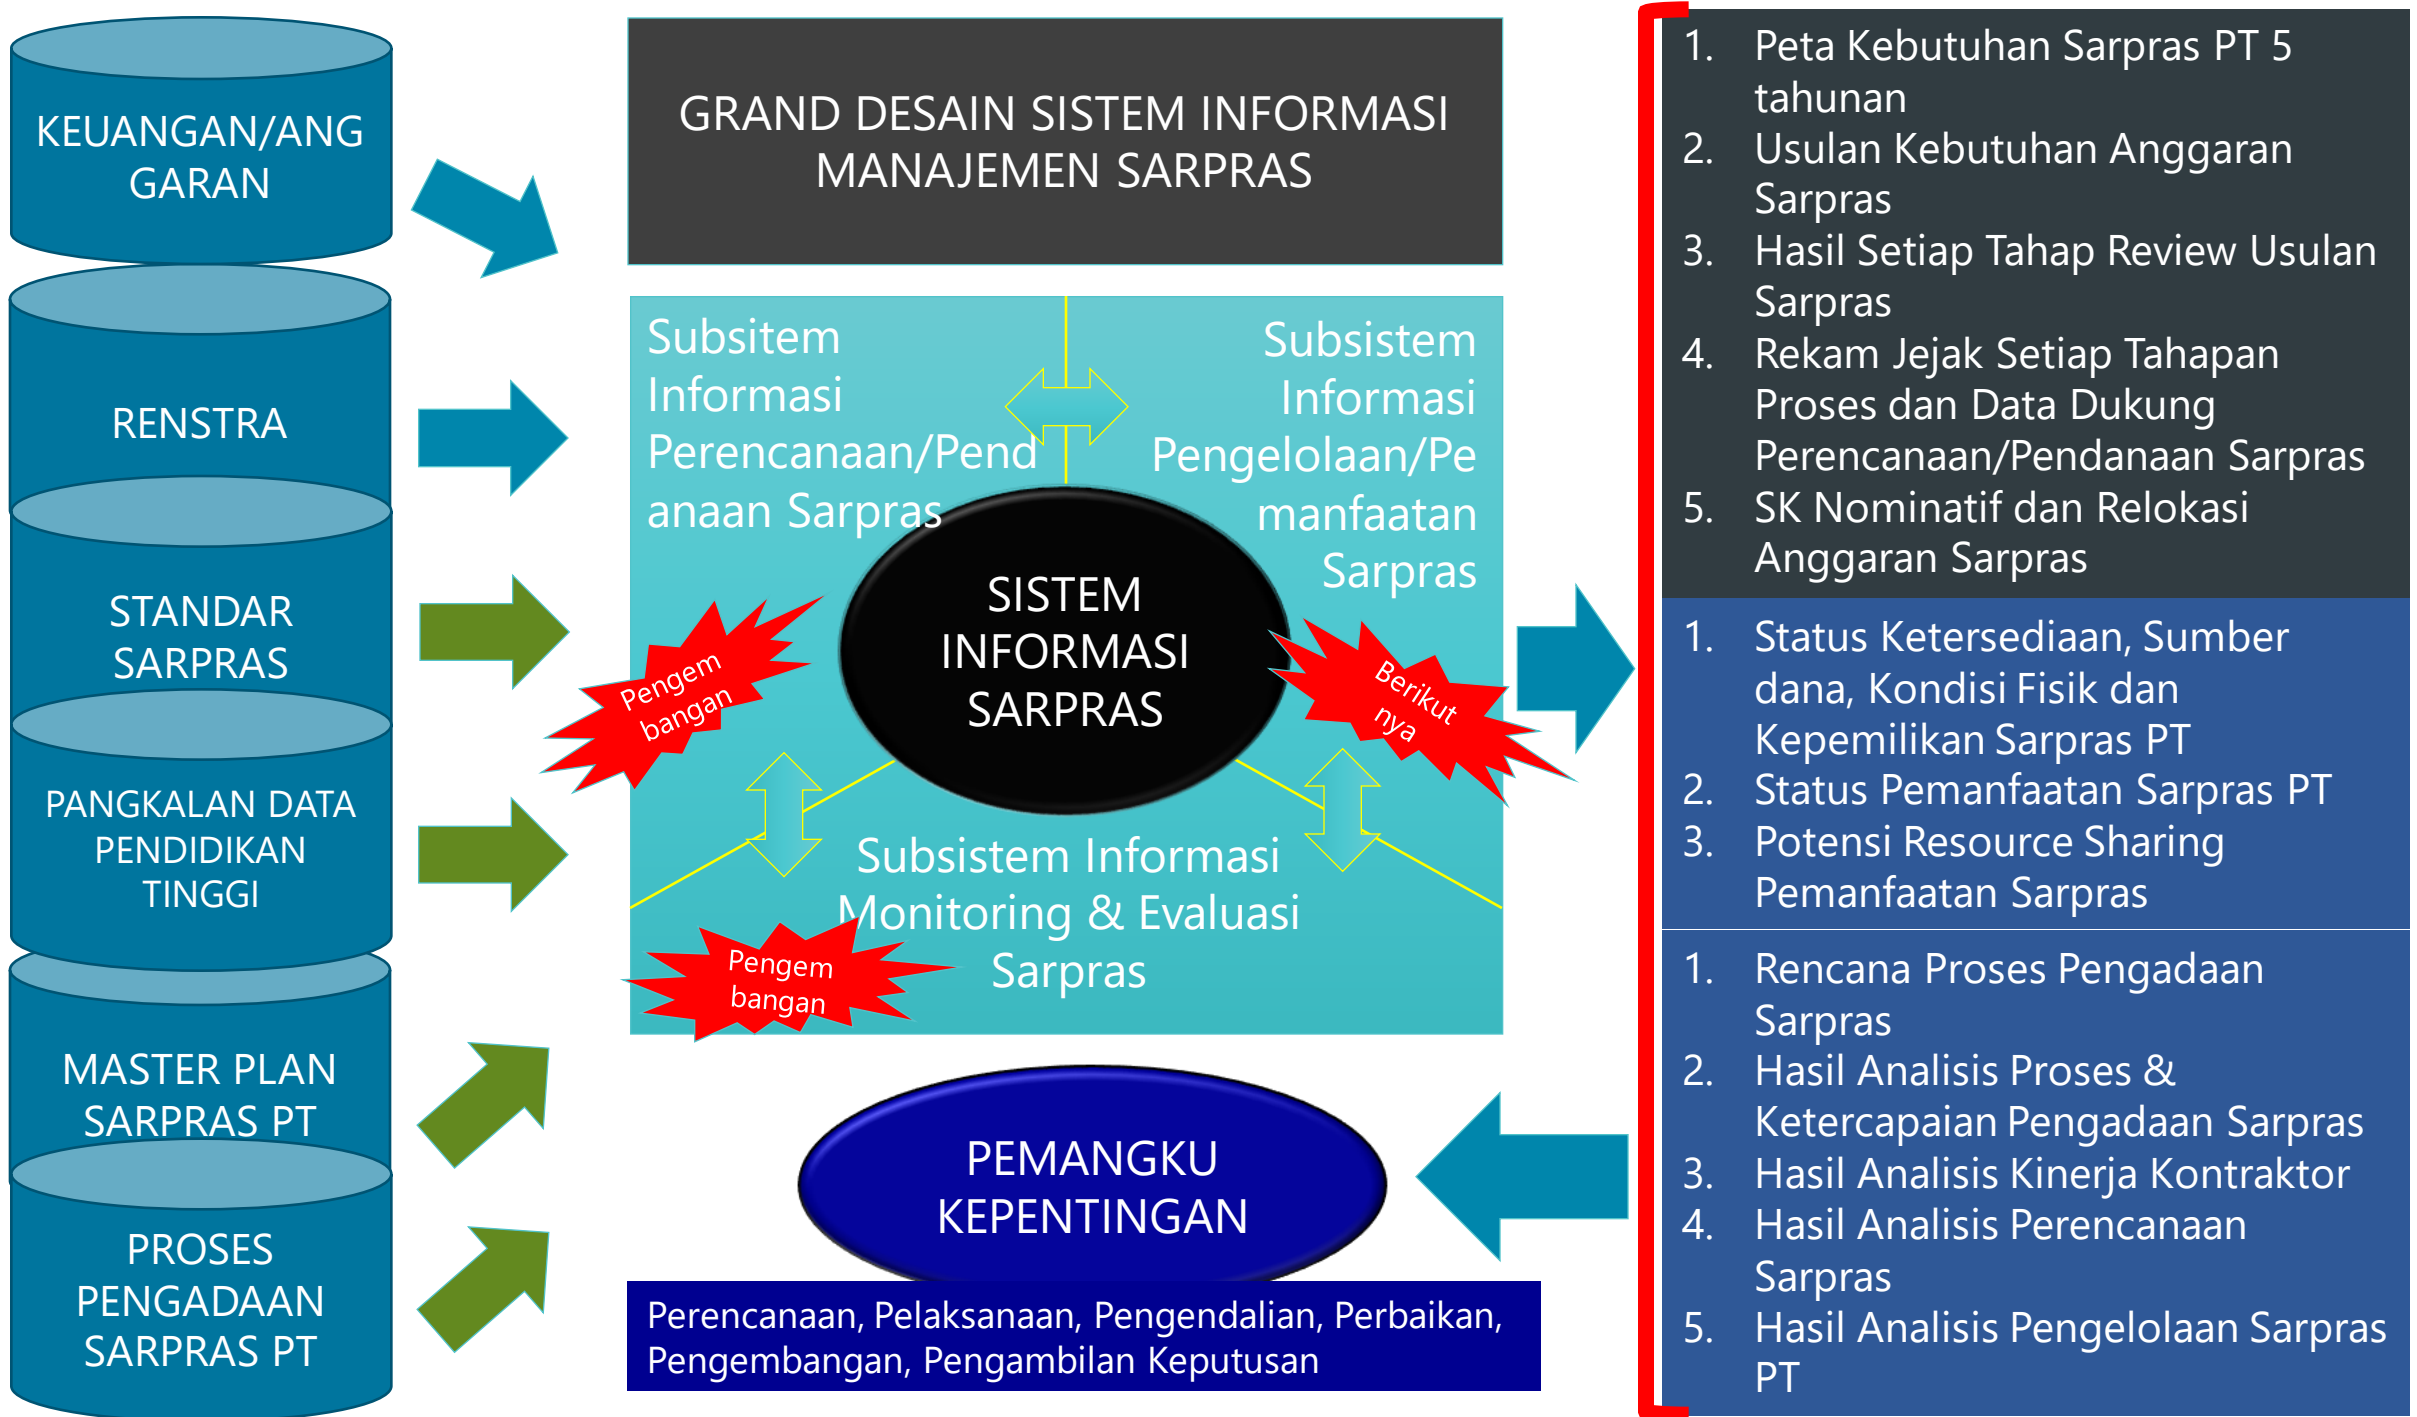 KEUANGAN/ANG
GARAN
RENSTRA
STANDAR
SARPRAS
PANGKALAN DATA
PENDIDIKAN
TINGGI
MASTER PLAN
SARPRAS PT
PROSES
PENGADAAN
SARPRAS PT
GRAND DESAIN SISTEM INFORMASI
MANAJEMEN SARPRAS
Subsitem
Informasi
Perencanaan/Pend
anaan Sarpras
Subsistem
Informasi
Pengelolaan/Pe
manfaatan
Sarpras
SISTEM
INFORMASI
SARPRAS
Pengem
bangan
Berikut
nya
Subsistem Informasi
Monitoring & Evaluasi
Sarpras
Pengem
bangan
PEMANGKU
KEPENTINGAN
Perencanaan, Pelaksanaan, Pengendalian, Perbaikan,
Pengembangan, Pengambilan Keputusan
1. Peta Kebutuhan Sarpras PT 5
tahunan
2. Usulan Kebutuhan Anggaran
Sarpras
3. Hasil Setiap Tahap Review Usulan
Sarpras
4. Rekam Jejak Setiap Tahapan
Proses dan Data Dukung
Perencanaan/Pendanaan Sarpras
5. SK Nominatif dan Relokasi
Anggaran Sarpras
1. Status Ketersediaan, Sumber
dana, Kondisi Fisik dan
Kepemilikan Sarpras PT
2. Status Pemanfaatan Sarpras PT
3. Potensi Resource Sharing
Pemanfaatan Sarpras
1. Rencana Proses Pengadaan
Sarpras
2. Hasil Analisis Proses &
Ketercapaian Pengadaan Sarpras
3. Hasil Analisis Kinerja Kontraktor
4. Hasil Analisis Perencanaan
Sarpras
5. Hasil Analisis Pengelolaan Sarpras
PT